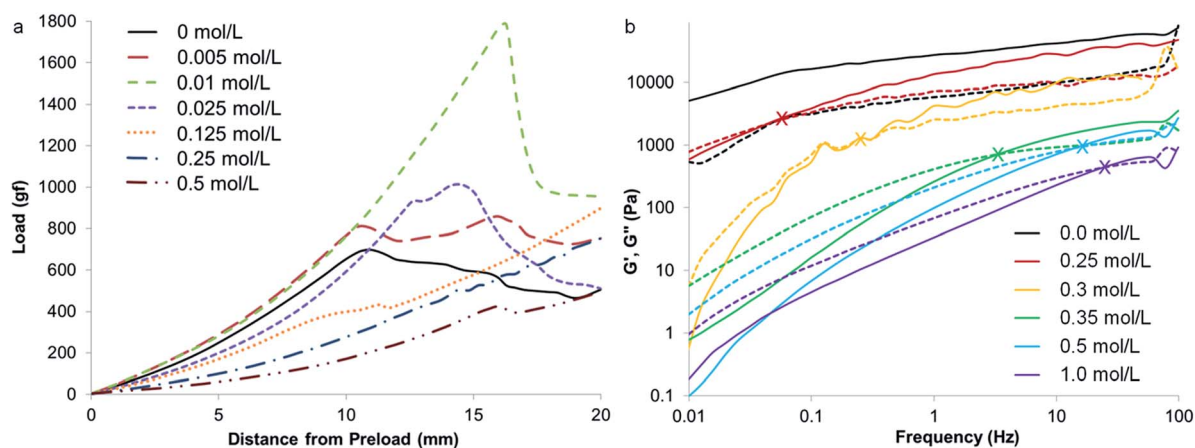 a
1800
1600
1400
1200
1000
800
600
400
200
0
Load (gf)
0 mol/L
0.005 mol/L
0.01 mol/L
0.025 mol/L
0.125 mol/L
0.25 mol/L
0.5 mol/L
0 5 10 15 20
Distance from Preload (mm)
b
10000
1000
100
10
1
0.1
G', G" (Pa)
0.0 mol/L
0.25 mol/L
0.3 mol/L
0.35 mol/L
0.5 mol/L
1.0 mol/L
0.01 0.1 1 10 100
Frequency (Hz)